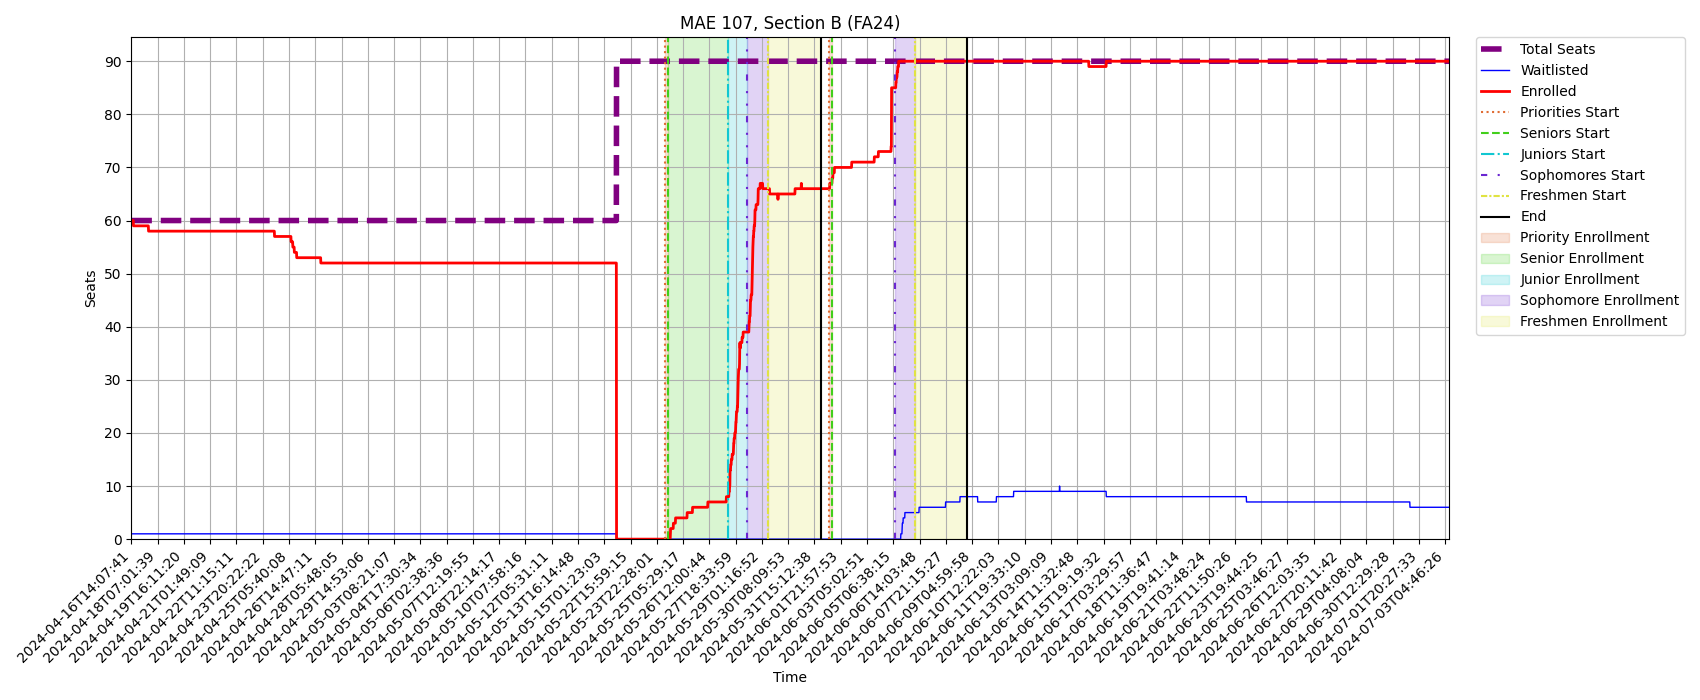 MAE 107, Section B (FA24)
Seats
90
80
70
60
50
40
30
20
10
0
2024-04-16T14:07:41
2024-04-18T07:01:39
2024-04-19T16:11:20
2024-04-21T01:49:09
2024-04-22T11:15:11
2024-04-23T20:22:22
2024-04-25T05:40:08
2024-04-26T14:47:11
2024-04-28T05:48:05
2024-04-29T14:53:06
2024-05-03T08:21:07
2024-05-04T17:30:34
2024-05-06T02:38:36
2024-05-07T12:19:55
2024-05-08T22:14:17
2024-05-10T07:58:16
2024-05-12T05:31:11
2024-05-13T16:14:48
2024-05-15T01:23:03
2024-05-22T15:59:15
2024-05-23T22:28:01
2024-05-25T05:29:17
2024-05-26T12:00:44
2024-05-27T18:33:59
2024-05-29T01:16:52
2024-05-30T08:09:53
2024-05-31T15:12:38
2024-06-01T21:57:53
2024-06-03T05:02:51
2024-06-05T06:38:15
2024-06-06T14:03:48
2024-06-07T21:15:27
2024-06-09T04:59:58
2024-06-10T12:22:03
2024-06-11T19:33:10
2024-06-13T03:09:09
2024-06-14T11:32:48
2024-06-15T19:19:32
2024-06-17T03:29:57
2024-06-18T11:36:47
2024-06-19T19:41:14
2024-06-21T03:48:24
2024-06-22T11:50:26
2024-06-23T19:44:25
2024-06-25T03:46:27
2024-06-26T12:03:35
2024-06-27T20:11:42
2024-06-29T04:08:04
2024-06-30T12:29:28
2024-07-01T20:27:33
2024-07-03T04:46:26
Time
Total Seats
Waitlisted
Enrolled
Priorities Start
Seniors Start
Juniors Start
Sophomores Start
Freshmen Start
End
Priority Enrollment
Senior Enrollment
Junior Enrollment
Sophomore Enrollment
Freshmen Enrollment